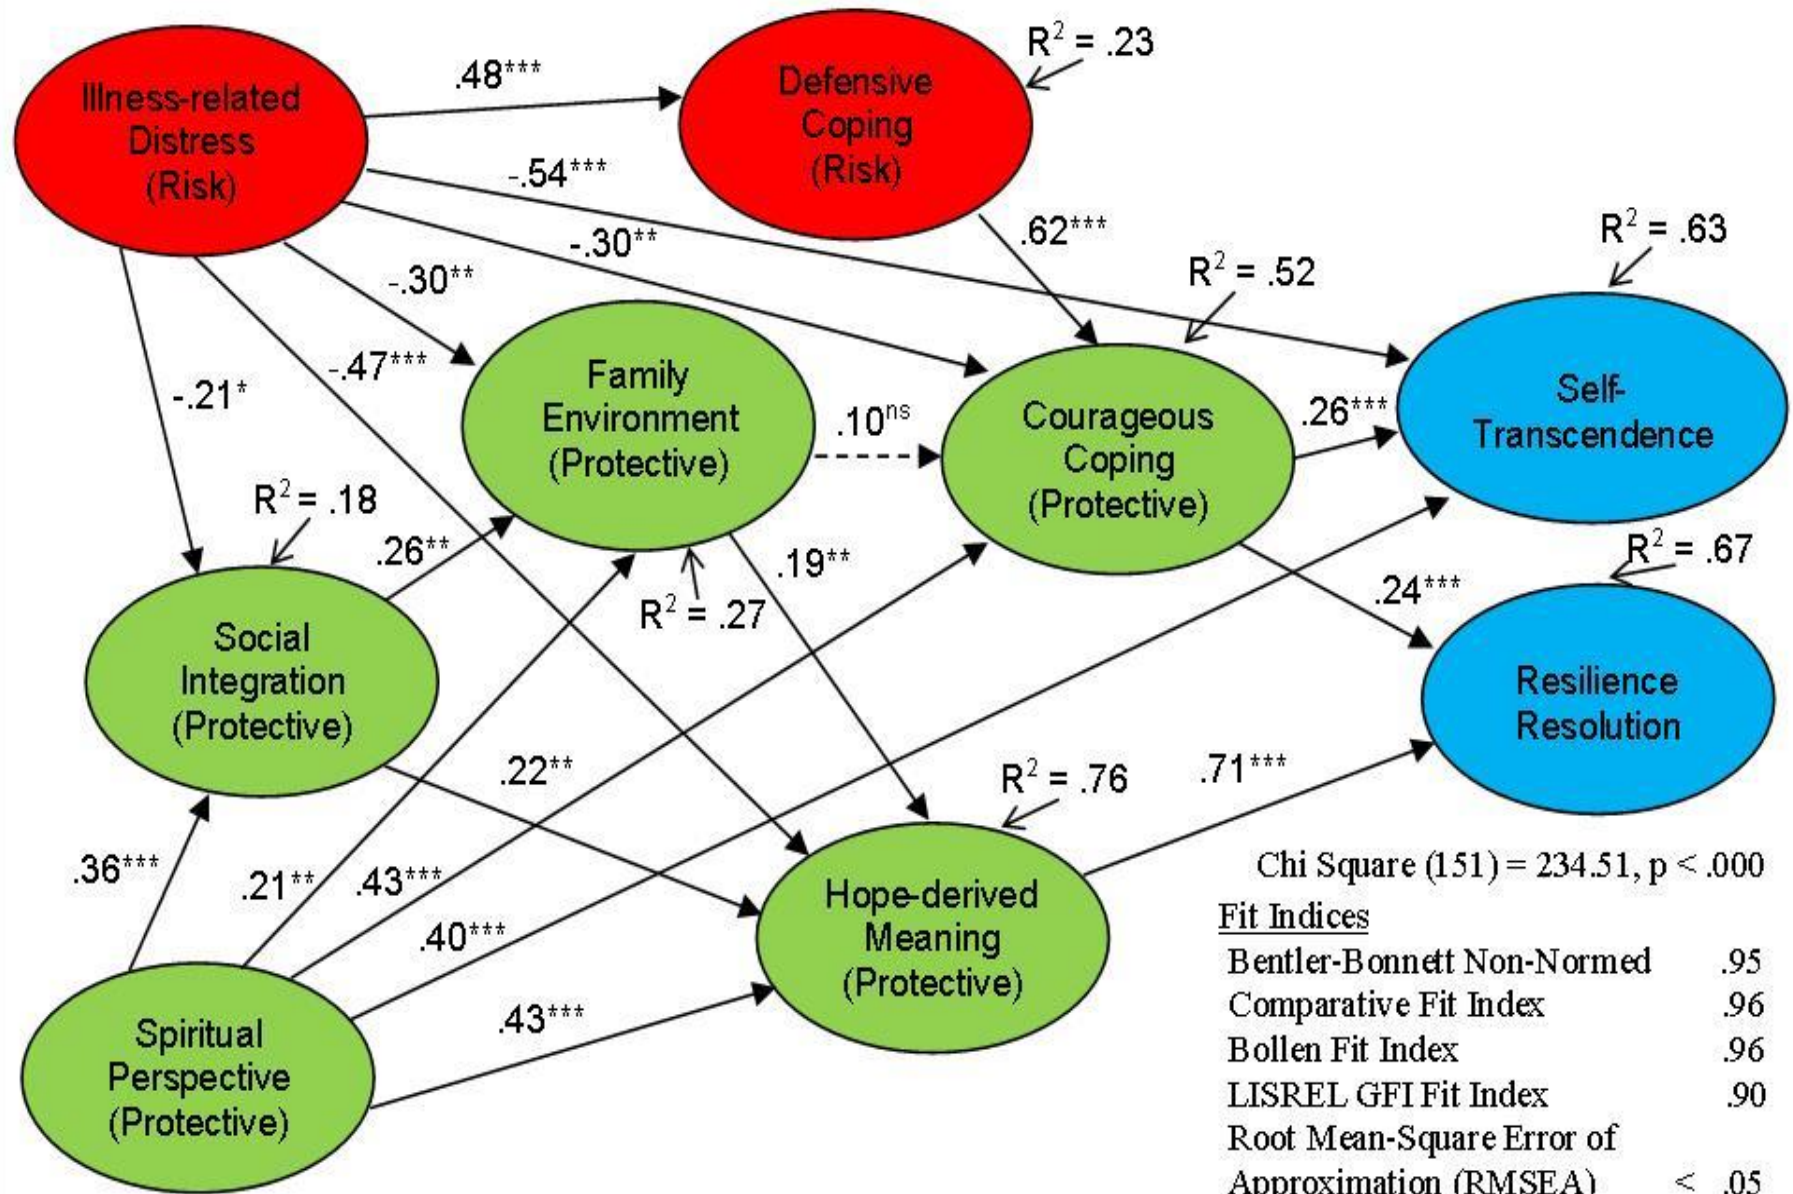 Illness-related
Distress
(Risk)
.48***
Defensive
Coping
(Risk)
R² = .23
-.54***
-.30**
-.30**
.62***
R² = .52
R² = .63
-.47***
-.21*
Family
Environment
(Protective)
.10ns
Courageous
Coping
(Protective)
.26***
Self-
Transcendence
R² = .18
.26**
R² = .27
.19**
.24***
R² = .67
Social
Integration
(Protective)
Resilience
Resolution
.22**
R² = .76
.71***
.36***
.21**
.43***
.40***
.43***
Hope-derived
Meaning
(Protective)
Spiritual
Perspective
(Protective)
Chi Square (151) = 234.51, p < .000
Fit Indices
Bentler-Bonnett Non-Normed .95
Comparative Fit Index .96
Bollen Fit Index .96
LISREL GFI Fit Index .90
Root Mean-Square Error of
Approximation (RMSEA) < .05